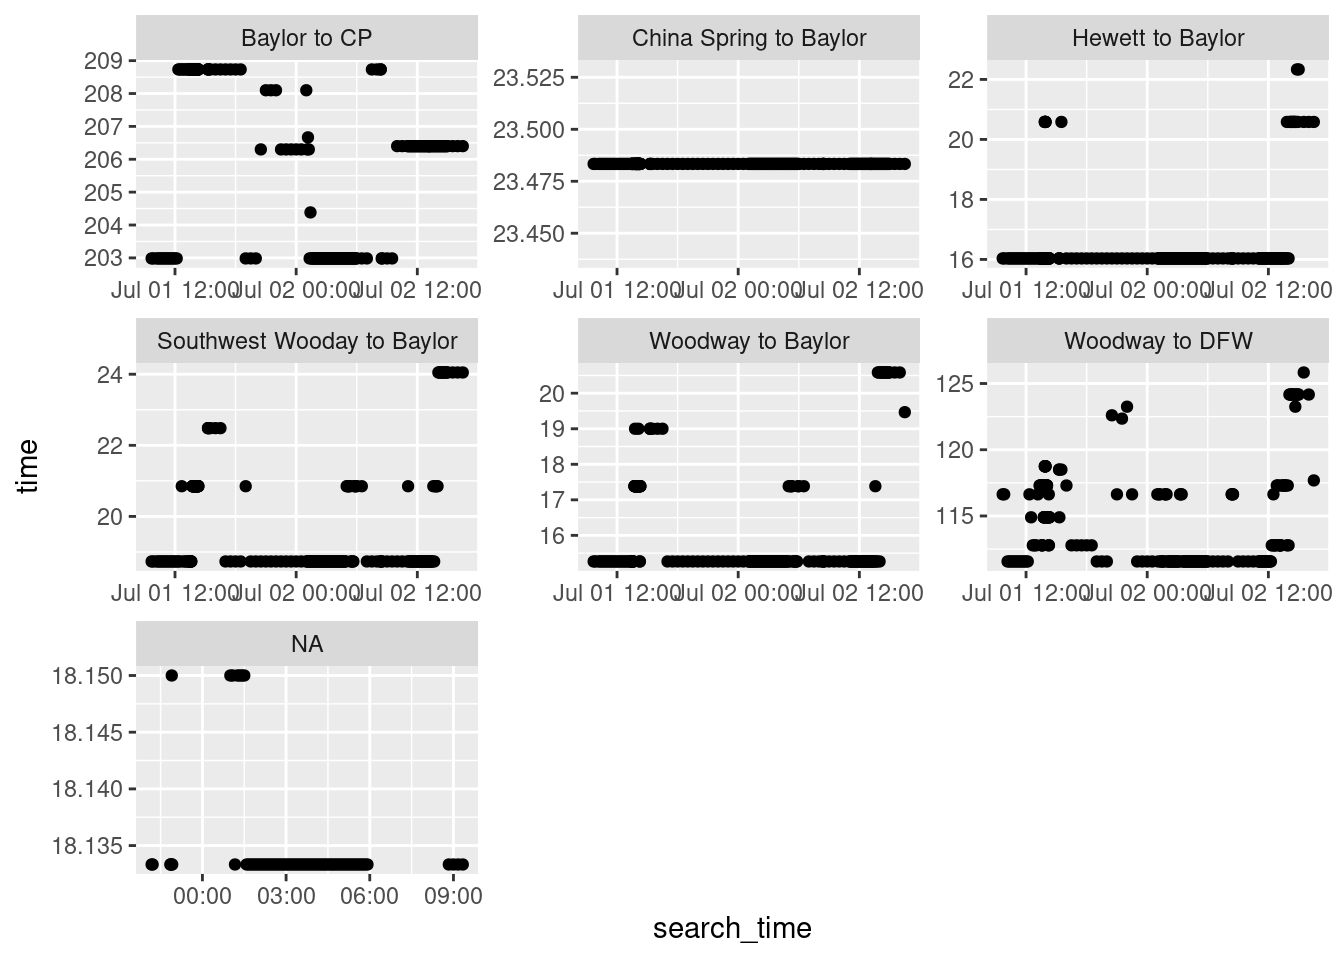 Baylor to CP
China Spring to Baylor
Hewett to Baylor
209
208
207
206
205
204
203
23.525
23.500
23.475
23.450
22
20
18
16
Jul 01 12:00 Jul 02 00:00 Jul 02 12:00
Jul 01 12:00 Jul 02 00:00 Jul 02 12:00
Jul 01 12:00 Jul 02 00:00 Jul 02 12:00
Southwest Wooday to Baylor
Woodway to Baylor
Woodway to DFW
24
22
20
20
19
18
17
16
125
120
115
Jul 01 12:00 Jul 02 00:00 Jul 02 12:00
Jul 01 12:00 Jul 02 00:00 Jul 02 12:00
Jul 01 12:00 Jul 02 00:00 Jul 02 12:00
time
NA
18.150
18.145
18.140
18.135
00:00 03:00 06:00 09:00
search_time